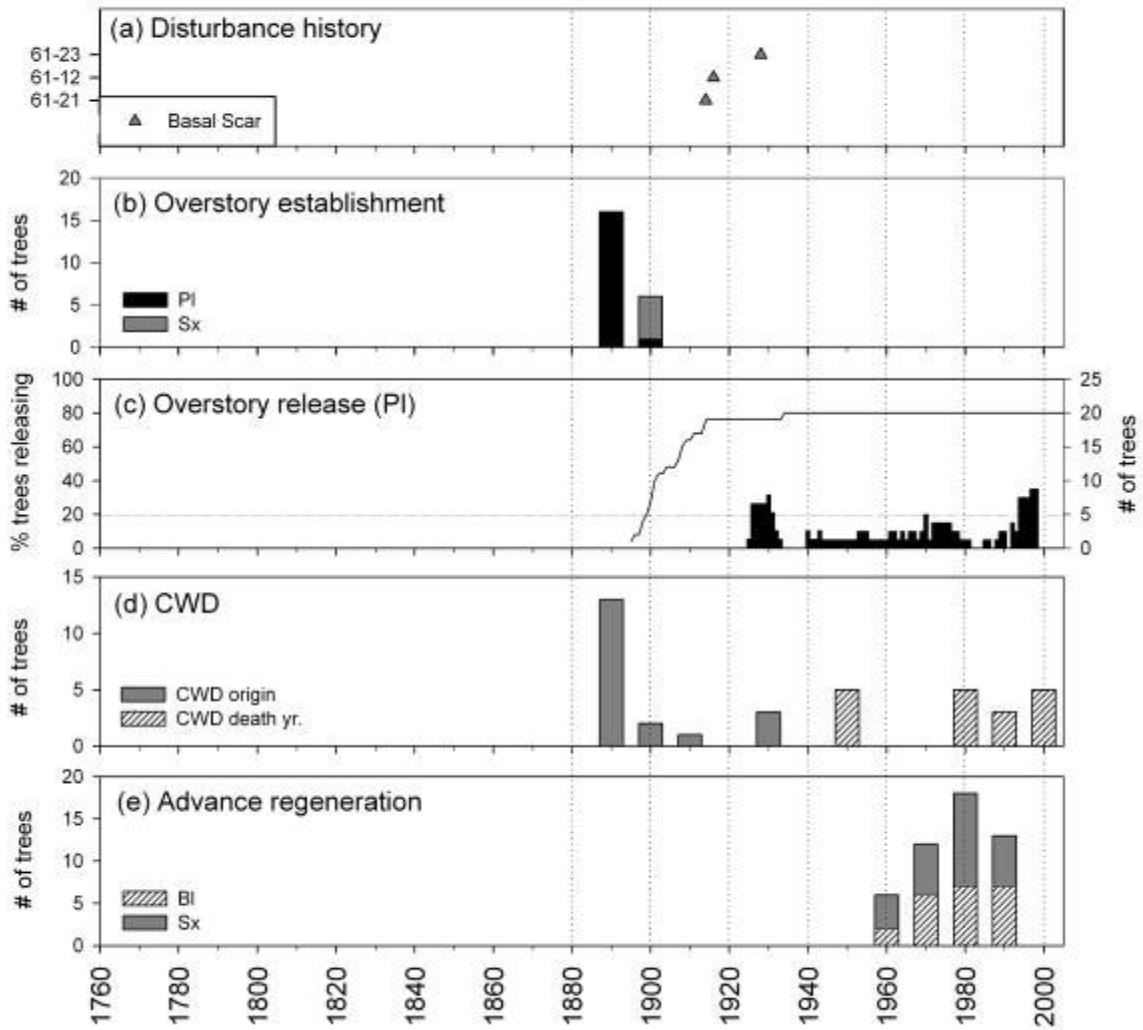 (a) Disturbance history
61-23
61-12
61-21
Basal Scar
20
15
10
5
0
# of trees
(b) Overstory establishment
Pl
Sx
100
80
60
40
20
0
% trees releasing
(c) Overstory release (Pl)
25
20
15
10
5
0
# of trees
15
10
5
0
# of trees
(d) CWD
CWD origin
CWD death yr.
20
15
10
5
0
# of trees
(e) Advance regeneration
Bl
Sx
1760
1780
1800
1820
1840
1860
1880
1900
1920
1940
1960
1980
2000